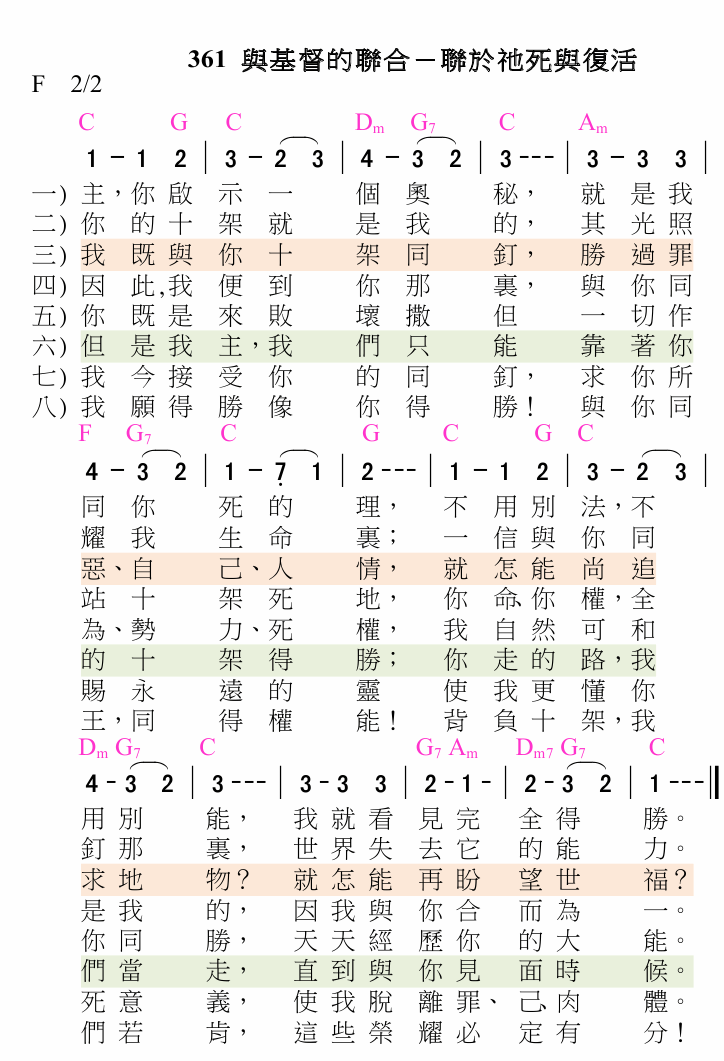 361 與基督的聯合－聯於祂死與復活
F 2/2
C G C Dm G7 C Am
1 - 1 2 | 3 - 2 3 | 4 - 3 2 | 3 - - - | 3 - 3 3 |
一) 主，你 啟 示 一 個 奧 秘， 就 是 我
二) 你 的 十 架 就 是 我 的， 其 光 照
三) 我 既 與 你 十 架 同 釘， 勝 過 罪
四) 因 此,我 便 到 你 那 裏， 與 你 同
五) 你 既 是 來 敗 壞 撒 但 一 切 作
六) 但 是 我 主，我 們 只 能 靠 著 你
七) 我 今 接 受 你 的 同 釘， 求 你 所
八) 我 願 得 勝 像 你 得 勝！ 與 你 同
F G7 C G C G C
4 - 3 2 | 1 - 7̣ 1 | 2 - - - | 1 - 1 2 | 3 - 2 3 |
同 你 死 的 理， 不 用 別 法，不
耀 我 生 命 裏； 一 信 與 你 同
惡、自 己、人 情， 就 怎 能 尚 追
站 十 架 死 地， 你 命、你 權，全
為、勢 力、死 權， 我 自 然 可 和
的 十 架 得 勝； 你 走 的 路，我
賜 永 遠 的 靈 使 我 更 懂 你
王，同 得 權 能！ 背 負 十 架，我
Dm G7 C G7 Am Dm7 G7 C
4 - 3 2 | 3 - - - | 3 - 3 3 | 2 - 1 - | 2 - 3 2 | 1 - - - ‖
用 別 能， 我 就 看 見 完 全 得 勝。
釘 那 裏， 世 界 失 去 它 的 能 力。
求 地 物？ 就 怎 能 再 盼 望 世 福？
是 我 的， 因 我 與 你 合 而 為 一。
你 同 勝， 天 天 經 歷 你 的 大 能。
們 當 走， 直 到 與 你 見 面 時 候。
死 意 義， 使 我 脫 離 罪、 己、肉 體。
們 若 肯， 這 些 榮 耀 必 定 有 分！